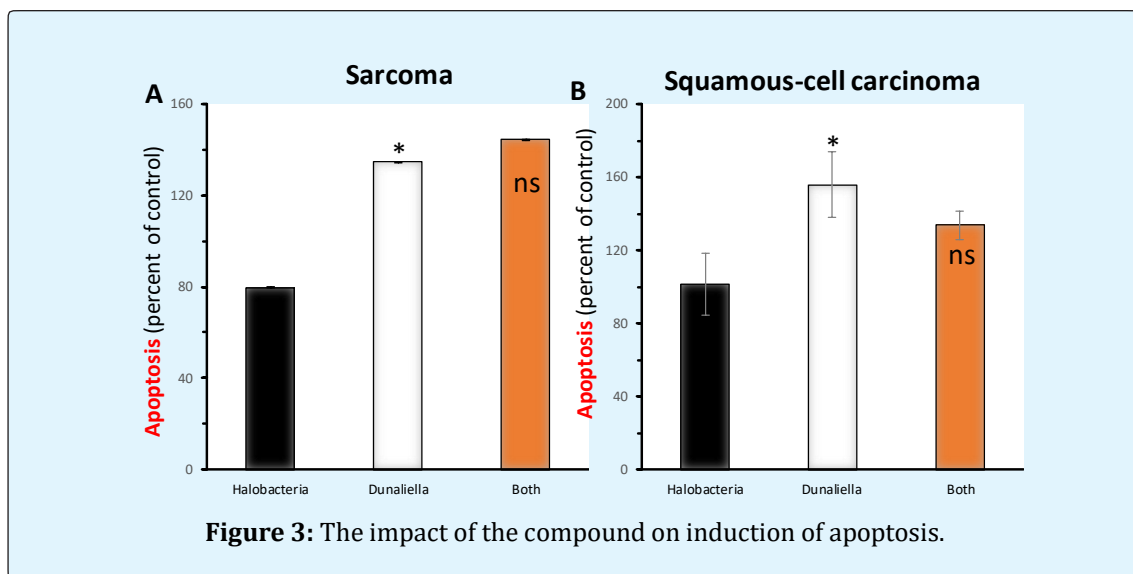 A
Sarcoma
Apoptosis (percent of control)
160
120
80
40
0
*
ns
Halobacteria Dunaliella Both
B
Squamous-cell carcinoma
Apoptosis (percent of control)
200
160
120
80
40
0
*
ns
Halobacteria Dunaliella Both
Figure 3: The impact of the compound on induction of apoptosis.